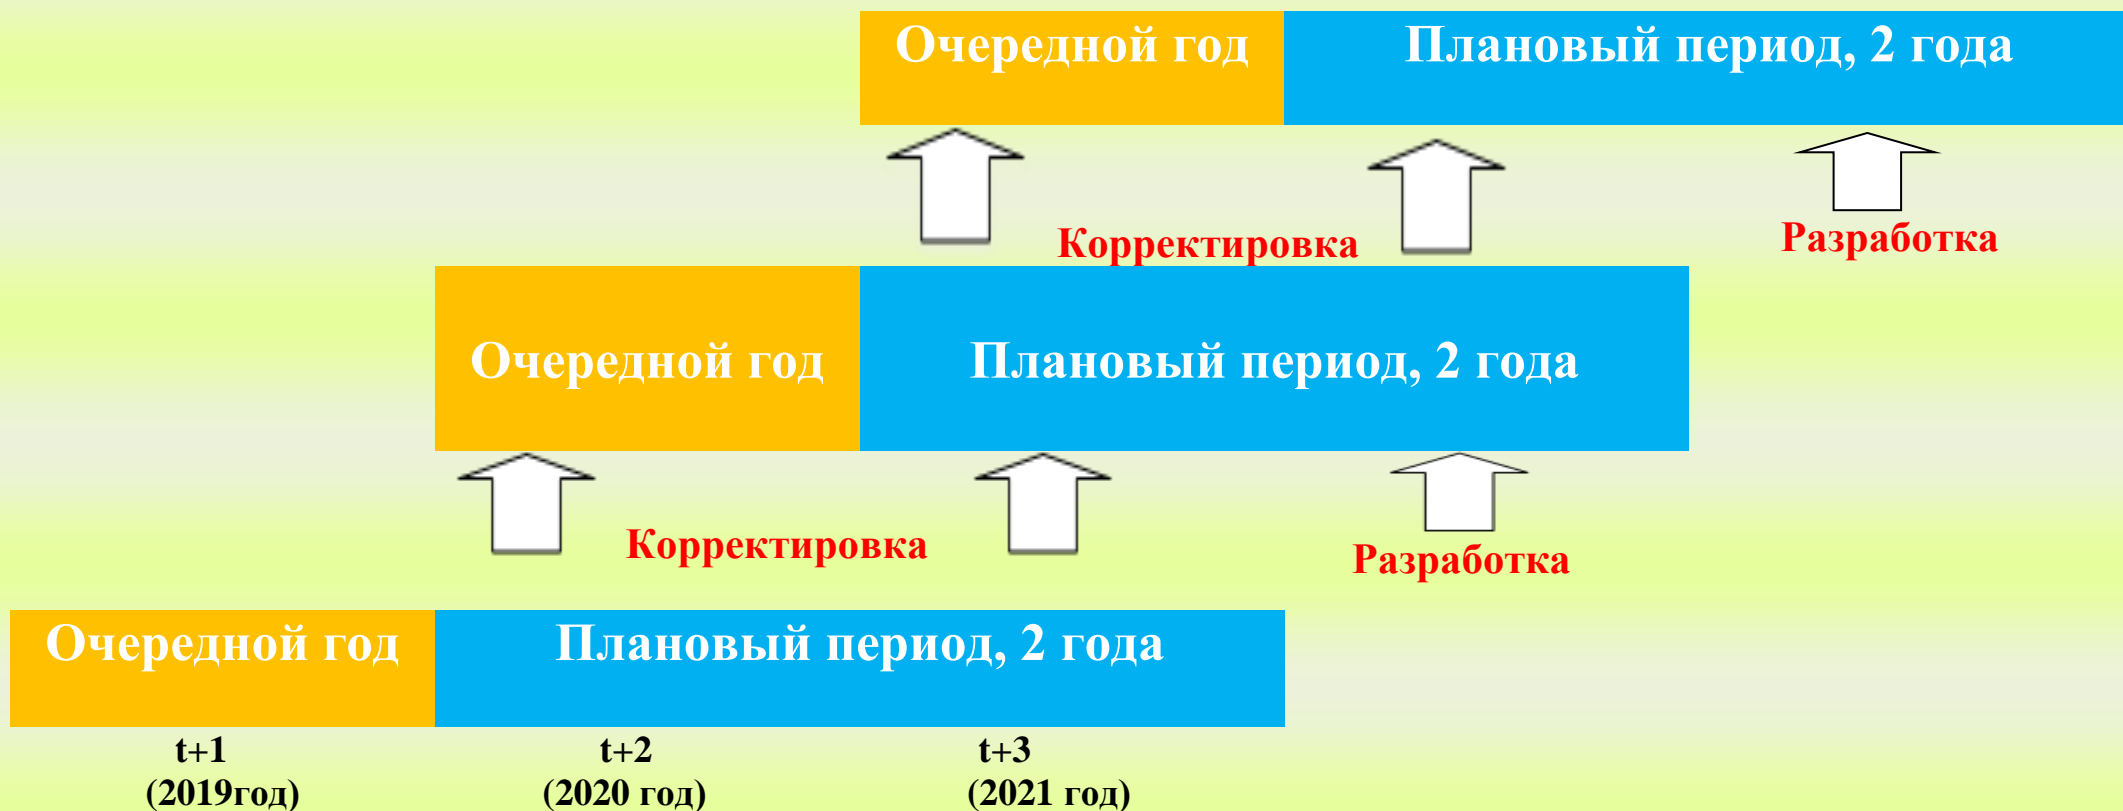 Очередной год
Плановый период, 2 года
Корректировка
Разработка
Очередной год
Плановый период, 2 года
Корректировка
Разработка
Очередной год
Плановый период, 2 года
t+1
t+2
t+3
(2019год)
(2020 год)
(2021 год)